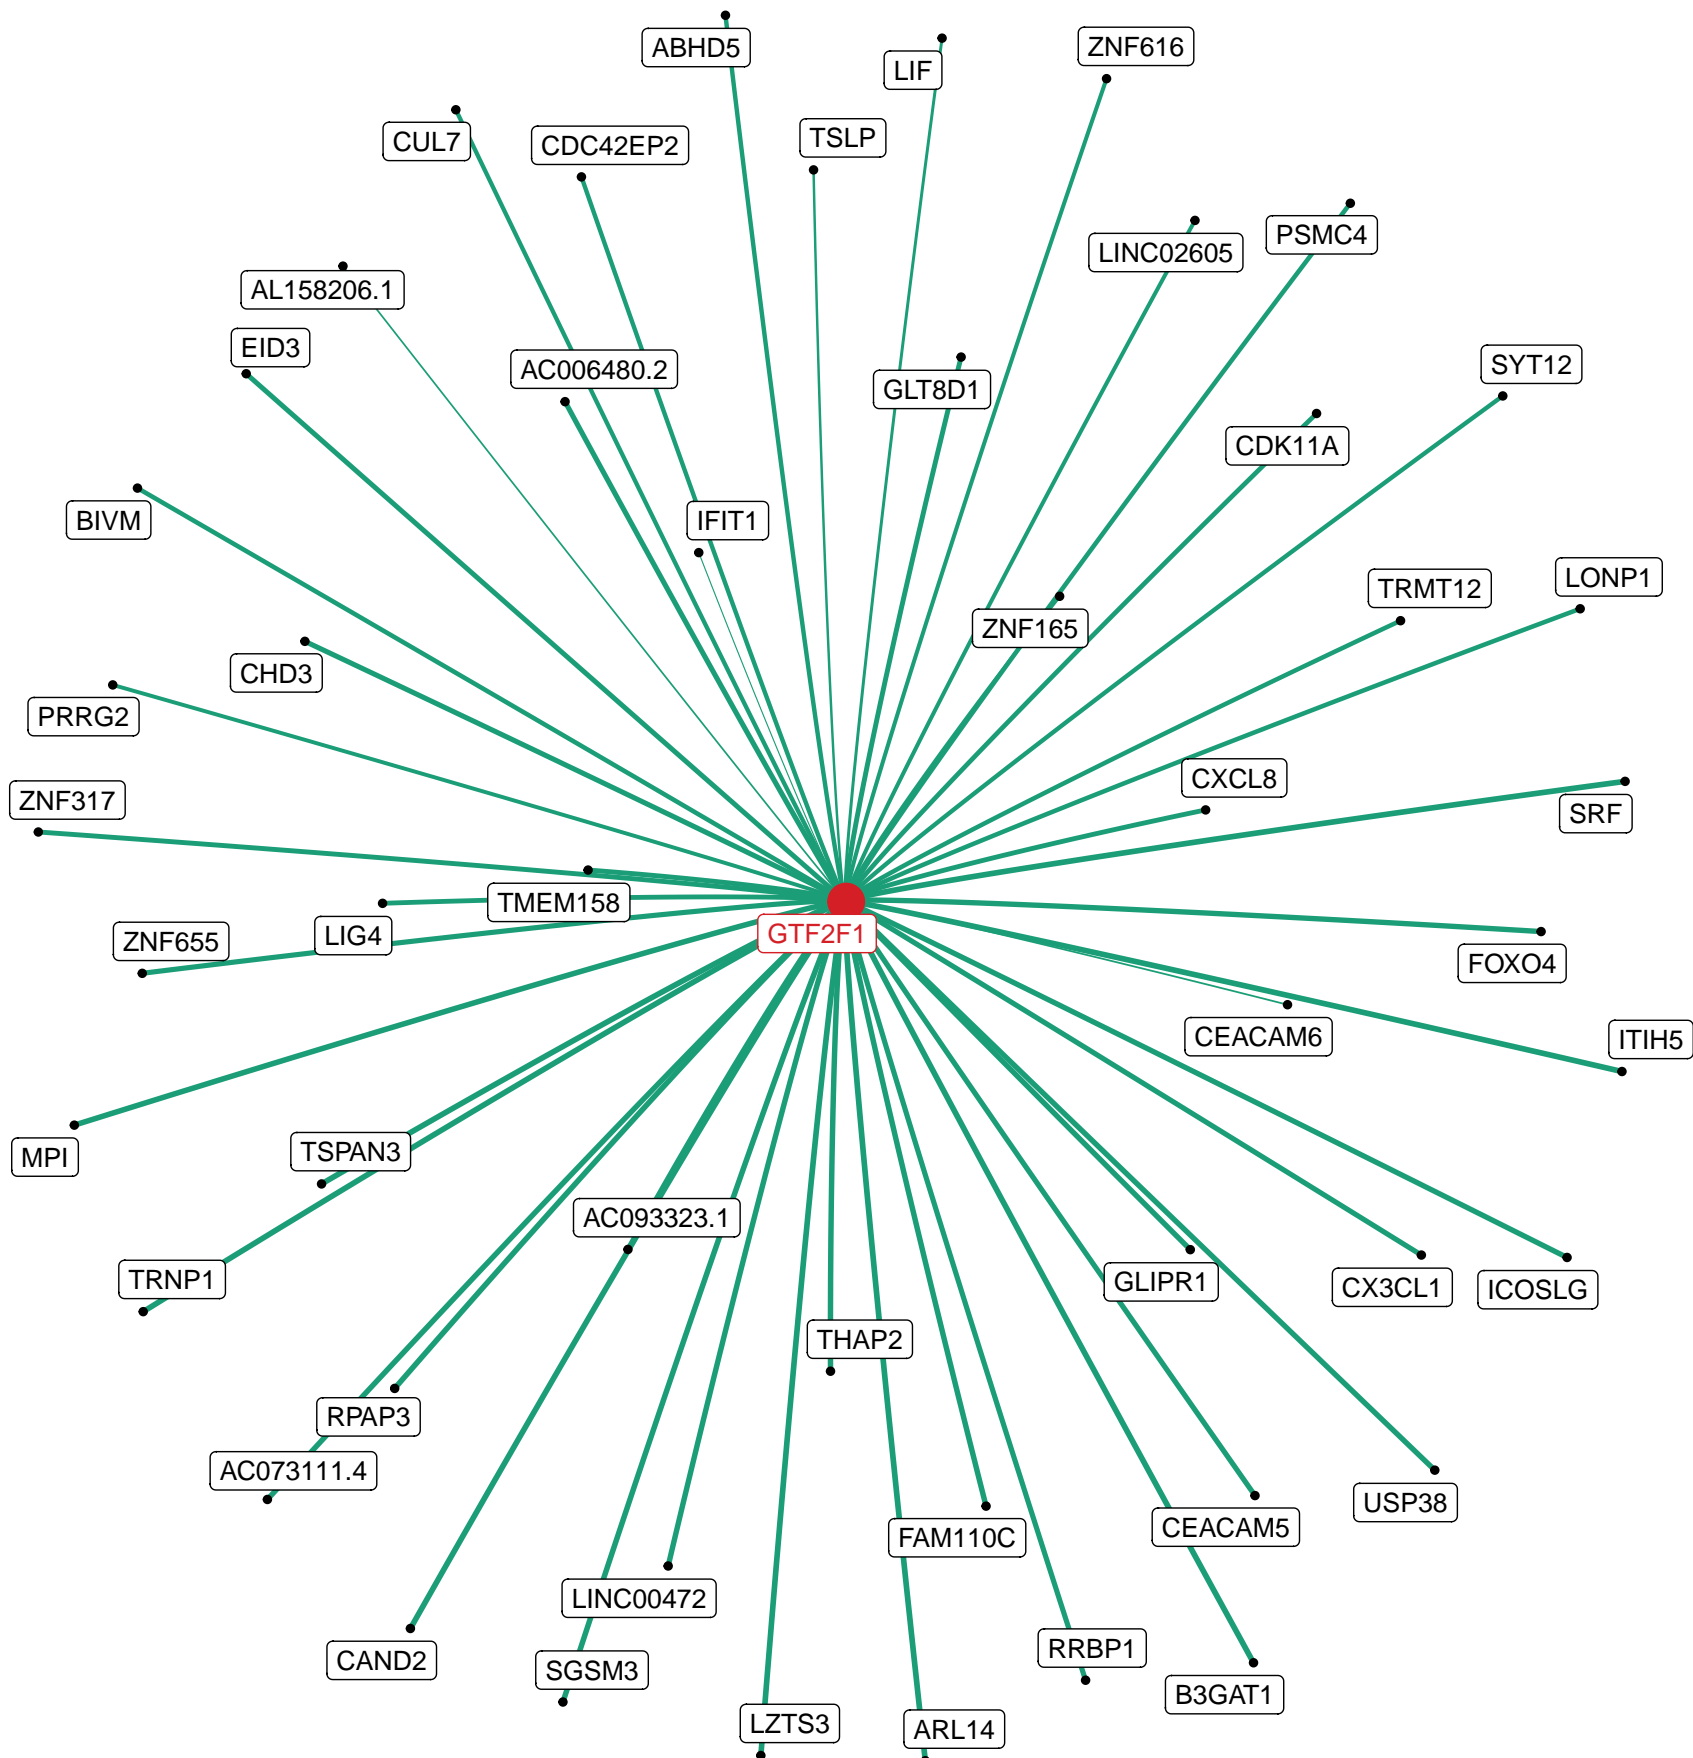 ABHD5
LIF
ZNF616
CUL7
CDC42EP2
TSLP
LINC02605
PSMC4
AL158206.1
EID3
AC006480.2
GLT8D1
SYT12
CDK11A
BIVM
IFIT1
TRMT12
LONP1
ZNF165
CHD3
PRRG2
CXCL8
ZNF317
SRF
TMEM158
LIG4
ZNF655
GTF2F1
FOXO4
CEACAM6
ITIH5
MPI
TSPAN3
AC093323.1
TRNP1
GLIPR1
CX3CL1
ICOSLG
THAP2
RPAP3
AC073111.4
USP38
FAM110C
CEACAM5
LINC00472
CAND2
SGSM3
RRBP1
B3GAT1
LZTS3
ARL14